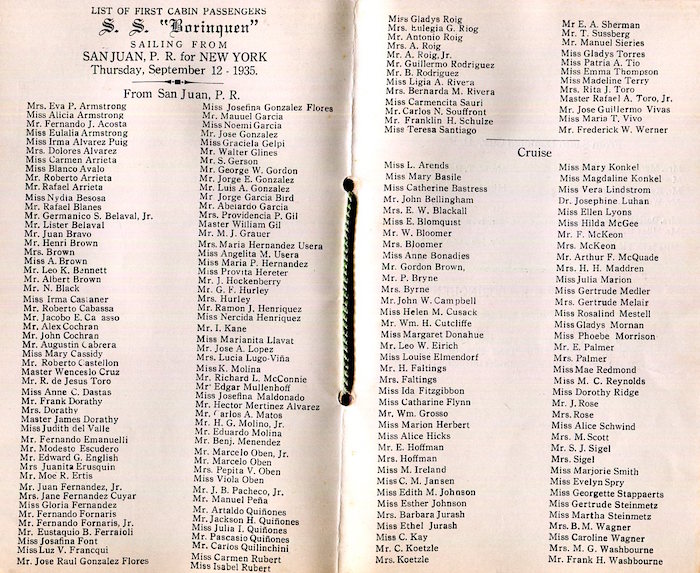 LIST OF FIRST CABIN PASSENGERS
S. S. "Borinquen"
SAILING FROM
SAN JUAN, P. R. for NEW YORK
Thursday, September 12 - 1935.
From San Juan, P. R.
Mrs. Eva P. Armstrong
Miss Alicia Armstrong
Mr. Fernando J. Acosta
Miss Eulalia Armstrong
Miss Irma Alvarez Puig
Mrs. Dolores Alvarez
Miss Carmen Arrieta
Miss Blanco Avalo
Mr. Roberto Arrieta
Mr. Rafael Arrieta
Miss Nydia Besosa
Mr. Rafael Blanes
Mr. Germanico S. Belaval, Jr.
Mr. Lister Belaval
Mr. Juan Bravo
Mr. Henri Brown
Mrs. Brown
Miss A. Brown
Mr. Leo K. Bennett
Mr. Albert Brown
Mr. N. Black
Miss Irma Castaner
Mr. Roberto Cabassa
Mr. Jacobo E. Ca asso
Mr. Alex Cochran
Mr. John Cochran
Mr. Augustin Cabrera
Miss Mary Cassidy
Mr. Roberto Castellon
Master Wenceslo Cruz
Mr. R. de Jesus Toro
Miss Anne C. Dastas
Mr. Frank Dorathy
Mrs. Dorathy
Master James Dorathy
Miss Judith del Valle
Mr. Fernando Emanuelli
Mr. Modesto Escudero
Mr. Edward G. English
Mrs Juanita Erusquin
Mr. Moe R. Ertis
Mr. Juan Fernandez, Jr.
Mrs. Jane Fernandez Cuyar
Miss Gloria Fernandez
Mr. Fernando Fornaris
Mr. Fernando Fornaris, Jr.
Mr. Eustaquio B. Ferraioli
Miss Josafina Font
Miss Luz V. Francqui
Mr. Jose Raul Gonzalez Flores
Miss Josefina Gonzalez Flores
Mr. Manuel Garcia
Miss Noemi Garcia
Mr. Jose Gonzalez
Miss Graciela Gelpi
Mr. Walter Glines
Mr. S. Gerson
Mr. George W. Gordon
Mr. Jorge E. Gonzalez
Mr. Luis A. Gonzalez
Mr. Jorge Garcia Bird
Mr. Abelardo Garcia
Mrs. Providencia P. Gil
Master William Gil
Mr. M. J. Grauer
Mrs. Maria Hernandez Usera
Miss Angelita M. Usera
Miss Maria P. Hernandez
Miss Provita Hereter
Mr. J. Hockenberry
Mr. G. F. Hurley
Mrs. Hurley
Mr. Ramon J. Henriquez
Miss Nercida Henriquez
Mr. I. Kane
Miss Marianita Llavat
Mr. Jose A. Lopez
Mrs. Lucia Lugo-Viña
Miss K. Molina
Mr. Richard L. McConnie
Mr Edgar Mullenhoff
Miss Josefina Maldonado
Mr. Hector Mertinez Alvarez
Mr. Carlos A. Matos
Mr. H. G. Molino, Jr.
Mr. Eduardo Molina
Mr. Benj. Menendez
Mr. Marcelo Oben, Jr.
Mr. Marcelo Oben
Mrs. Pepita V. Oben
Miss Viola Oben
Mr. J. B. Pacheco, Jr.
Mr. Manuel Peña
Mr. Artaldo Quiñones
Mr. Jackson H. Quiñones
Miss Julia I. Quiñones
Mr. Pascasio Quiñones
Mr. Carlos Quilinchini
Miss Carmen Rubert
Miss Isabel Rubert
Miss Gladys Roig
Mrs. Eulegia G. Riog
Mr. Antonio Roig
Mrs. A. Roig
Mr. A. Roig, Jr.
Mr. Guillermo Rodriguez
Mr. B. Rodriguez
Miss Ligia A. Rivera
Mrs. Bernarda M. Rivera
Miss Carmencita Sauri
Mr. Carlos N. Souffront
Mr. Franklin H. Schulze
Miss Teresa Santiago
Mr E. A. Sherman
Mr. T. Sussberg
Mr. Manuel Sieries
Miss Gladys Torres
Miss Patria A. Tio
Miss Emma Thompson
Miss Madeline Terry
Mrs. Rita J. Toro
Master Rafael A. Toro, Jr.
Mr. Jose Guillermo Vivas
Miss Maria T. Vivo
Mr. Frederick W. Werner
Cruise
Miss L. Arends
Miss Mary Basile
Miss Catherine Bastress
Mr. John Bellingham
Mrs. E. W. Blackall
Miss E. Blomquist
Mr. W. Bloomer
Mrs. Bloomer
Miss Anne Bonadies
Mr. Gordon Brown,
Mr. P. Bryne
Mrs. Byrne
Mr. John W. Campbell
Miss Helen M. Cusack
Mr. Wm. H. Cutcliffe
Miss Margaret Donahue
Mr. Leo W. Eirich
Miss Louise Elmendorf
Mr. H. Faltings
Mrs. Faltings
Miss Ida Fitzgibbon
Miss Catharine Flynn
Mr. Wm. Grosso
Miss Marion Herbert
Miss Alice Hicks
Mr. E. Hoffman
Mrs. Hoffman
Miss M. Ireland
Miss C. M. Jansen
Miss Edith M. Johnson
Miss Esther Johnson
Mrs. Barbara Jurash
Miss Ethel Jurash
Miss C. Kay
Mr. C. Koetzle
Mrs. Koetzle
Miss Mary Konkel
Miss Magdaline Konkel
Miss Vera Lindstrom
Dr. Josephine Luhan
Miss Ellen Lyons
Miss Hilda McGee
Mr. F. McKeon
Mrs. McKeon
Mr. Arthur F. McQuade
Mrs. H. H. Maddren
Miss Julia Marion
Miss Gertrude Medler
Mrs. Gertrude Melair
Miss Rosalind Mestell
Miss Gladys Mornan
Miss Phoebe Morrison
Mr. E. Palmer
Mrs. Palmer
Miss Mae Redmond
Miss M. C. Reynolds
Miss Dorothy Ridge
Mr. J. Rose
Mrs. Rose
Miss Alice Schwind
Mrs. M. Scott
Mr. S. J. Sigel
Mrs. Sigel
Miss Marjorie Smith
Miss Evelyn Spry
Miss Georgette Stappaerts
Miss Gertrude Steinmetz
Miss Martha Steinmetz
Mrs. B. M. Wagner
Miss Caroline Wagner
Mrs. M. G. Washbourne
Mr. Frank H. Washbourne